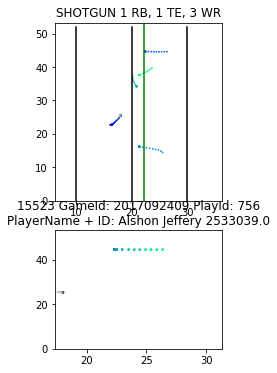 SHOTGUN 1 RB, 1 TE, 3 WR
50
40
30
20
10
0
10 20 30
15523 GameId: 2017092409 PlayId: 756
PlayerName + ID: Alshon Jeffery 2533039.0
40
20
0
20 25 30